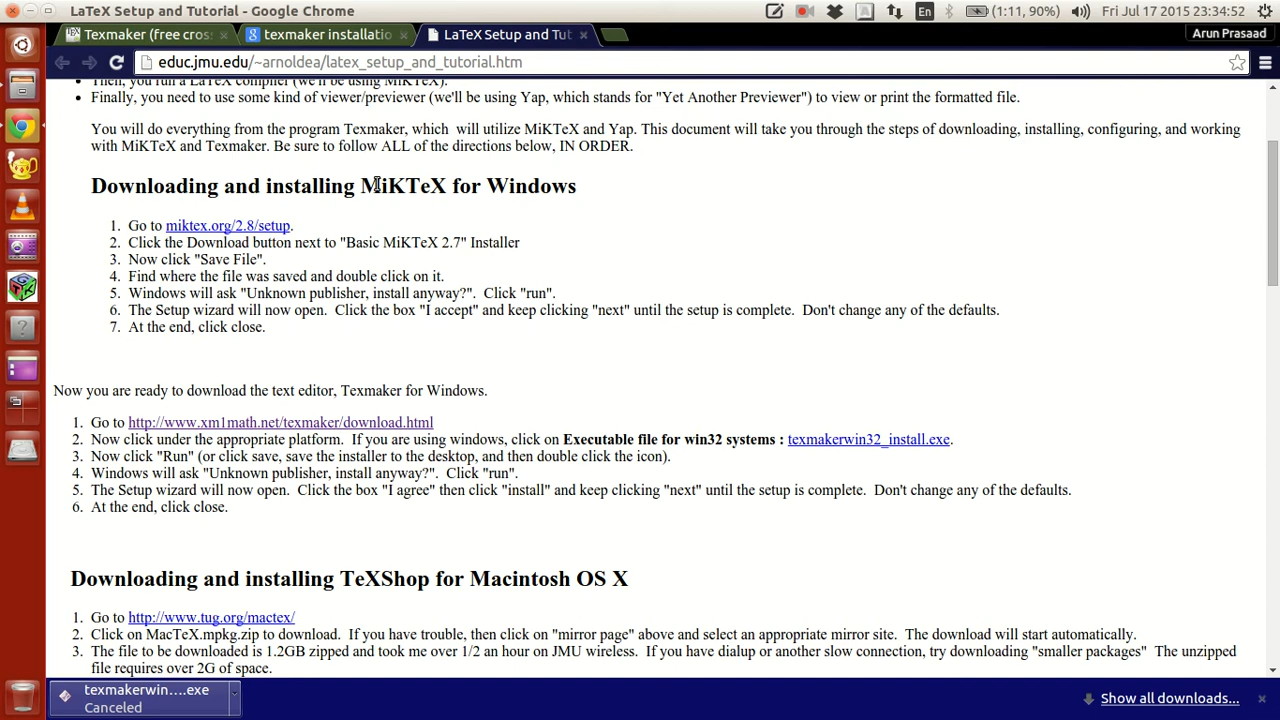 LaTeX Setup and Tutorial - Google Chrome
En
(1:11, 90%)
Fri Jul 17 2015 23:34:52
Texmaker (free cros
texmaker installatio
LaTeX Setup and Tut
Arun Prasaad
educ.jmu.edu/~arnoldea/latex_setup_and_tutorial.htm
Then, you run a LaTeX compiler (we'll be using MiKTeX).
Finally, you need to use some kind of viewer/previewer (we'll be using Yap, which stands for "Yet Another Previewer") to view or print the formatted file.
You will do everything from the program Texmaker, which will utilize MiKTeX and Yap. This document will take you through the steps of downloading, installing, configuring, and working
with MiKTeX and Texmaker. Be sure to follow ALL of the directions below, IN ORDER.
Downloading and installing MiKTeX for Windows
1. Go to miktex.org/2.8/setup.
2. Click the Download button next to "Basic MiKTeX 2.7" Installer
3. Now click "Save File".
4. Find where the file was saved and double click on it.
5. Windows will ask "Unknown publisher, install anyway?". Click "run".
6. The Setup wizard will now open. Click the box "I accept" and keep clicking "next" until the setup is complete. Don't change any of the defaults.
7. At the end, click close.
Now you are ready to download the text editor, Texmaker for Windows.
1. Go to http://www.xm1math.net/texmaker/download.html
2. Now click under the appropriate platform. If you are using windows, click on Executable file for win32 systems : texmakerwin32_install.exe.
3. Now click "Run" (or click save, save the installer to the desktop, and then double click the icon).
4. Windows will ask "Unknown publisher, install anyway?". Click "run".
5. The Setup wizard will now open. Click the box "I agree" then click "install" and keep clicking "next" until the setup is complete. Don't change any of the defaults.
6. At the end, click close.
Downloading and installing TeXShop for Macintosh OS X
1. Go to http://www.tug.org/mactex/
2. Click on MacTeX.mpkg.zip to download. If you have trouble, then click on "mirror page" above and select an appropriate mirror site. The download will start automatically.
3. The file to be downloaded is 1.2GB zipped and took me over 1/2 an hour on JMU wireless. If you have dialup or another slow connection, try downloading "smaller packages" The unzipped
file requires over 2G of space.
texmakerwin....exe
Canceled
Show all downloads...